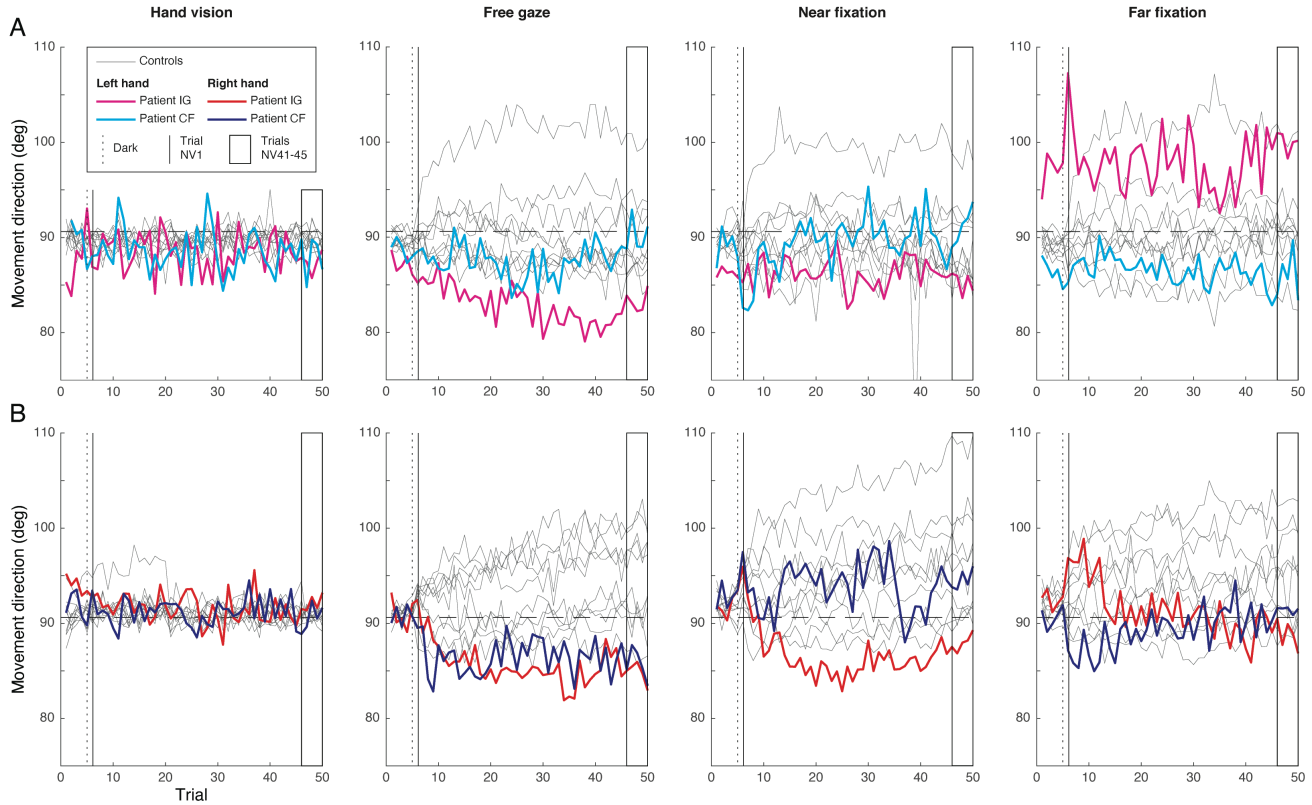 Hand vision Free gaze Near fixation Far fixation
A
110 110 110 110
100 100 100 100
90 90 90 90
80 80 80 80
Movement direction (deg)
Controls
Left hand Right hand
Patient IG Patient IG
Patient CF Patient CF
Dark Trial NV1 Trials NV41-45
0 10 20 30 40 50 0 10 20 30 40 50 0 10 20 30 40 50 0 10 20 30 40 50
B
110 110 110 110
100 100 100 100
90 90 90 90
80 80 80 80
Movement direction (deg)
0 10 20 30 40 50 0 10 20 30 40 50 0 10 20 30 40 50 0 10 20 30 40 50
Trial